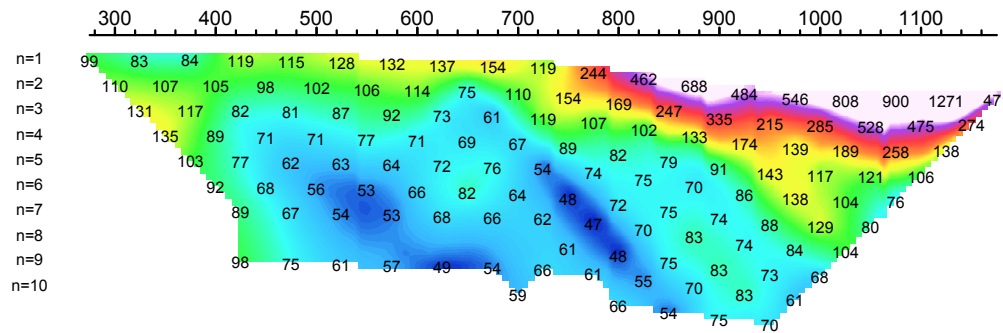 300 400 500 600 700 800 900 1000 1100
n=1 99 83 84 119 115 128 132 137 154 119 244 462 688 484 546 808 900 1271 47
n=2 110 107 105 98 102 106 114 75 110 154 169 247 335 215 285 528 475 274
n=3 131 117 82 81 87 92 73 61 119 107 102 133 174 139 189 258 138
n=4 135 89 71 71 77 71 69 67 89 82 79 91 143 117 121 106
n=5 103 77 62 63 64 72 76 54 74 75 70 86 138 104 76
n=6 92 68 56 53 66 82 64 48 72 75 74 88 129 80
n=7 89 67 54 53 68 66 62 47 70 83 74 84 104
n=8 61 48 75 83 73 68
n=9 98 75 61 57 49 54 66 61 55 70 83 61
n=10 59 66 54 75 70